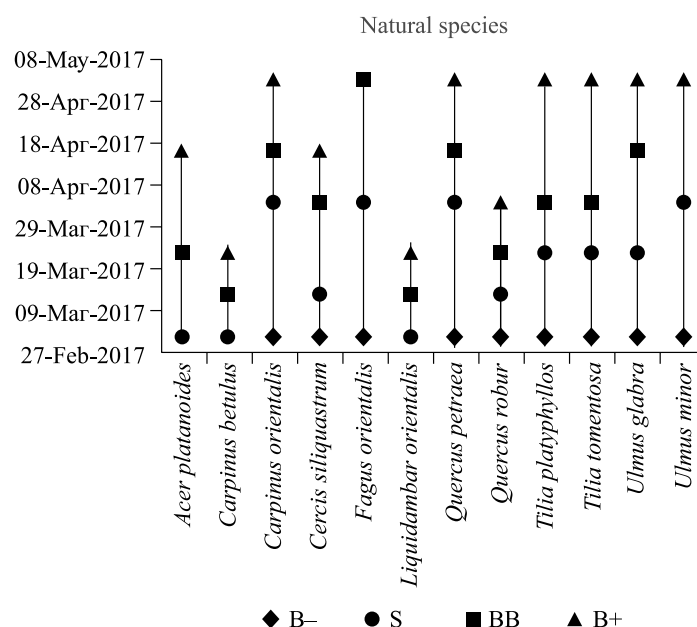 Natural species
08-May-2017
28-Apr-2017
18-Apr-2017
08-Apr-2017
29-Mar-2017
19-Mar-2017
09-Mar-2017
27-Feb-2017
Acer platanoides
Carpinus betulus
Carpinus orientalis
Cercis siliquastrum
Fagus orientalis
Liquidambar orientalis
Quercus petraea
Quercus robur
Tilia platyphyllos
Tilia tomentosa
Ulmus glabra
Ulmus minor
B– S BB B+